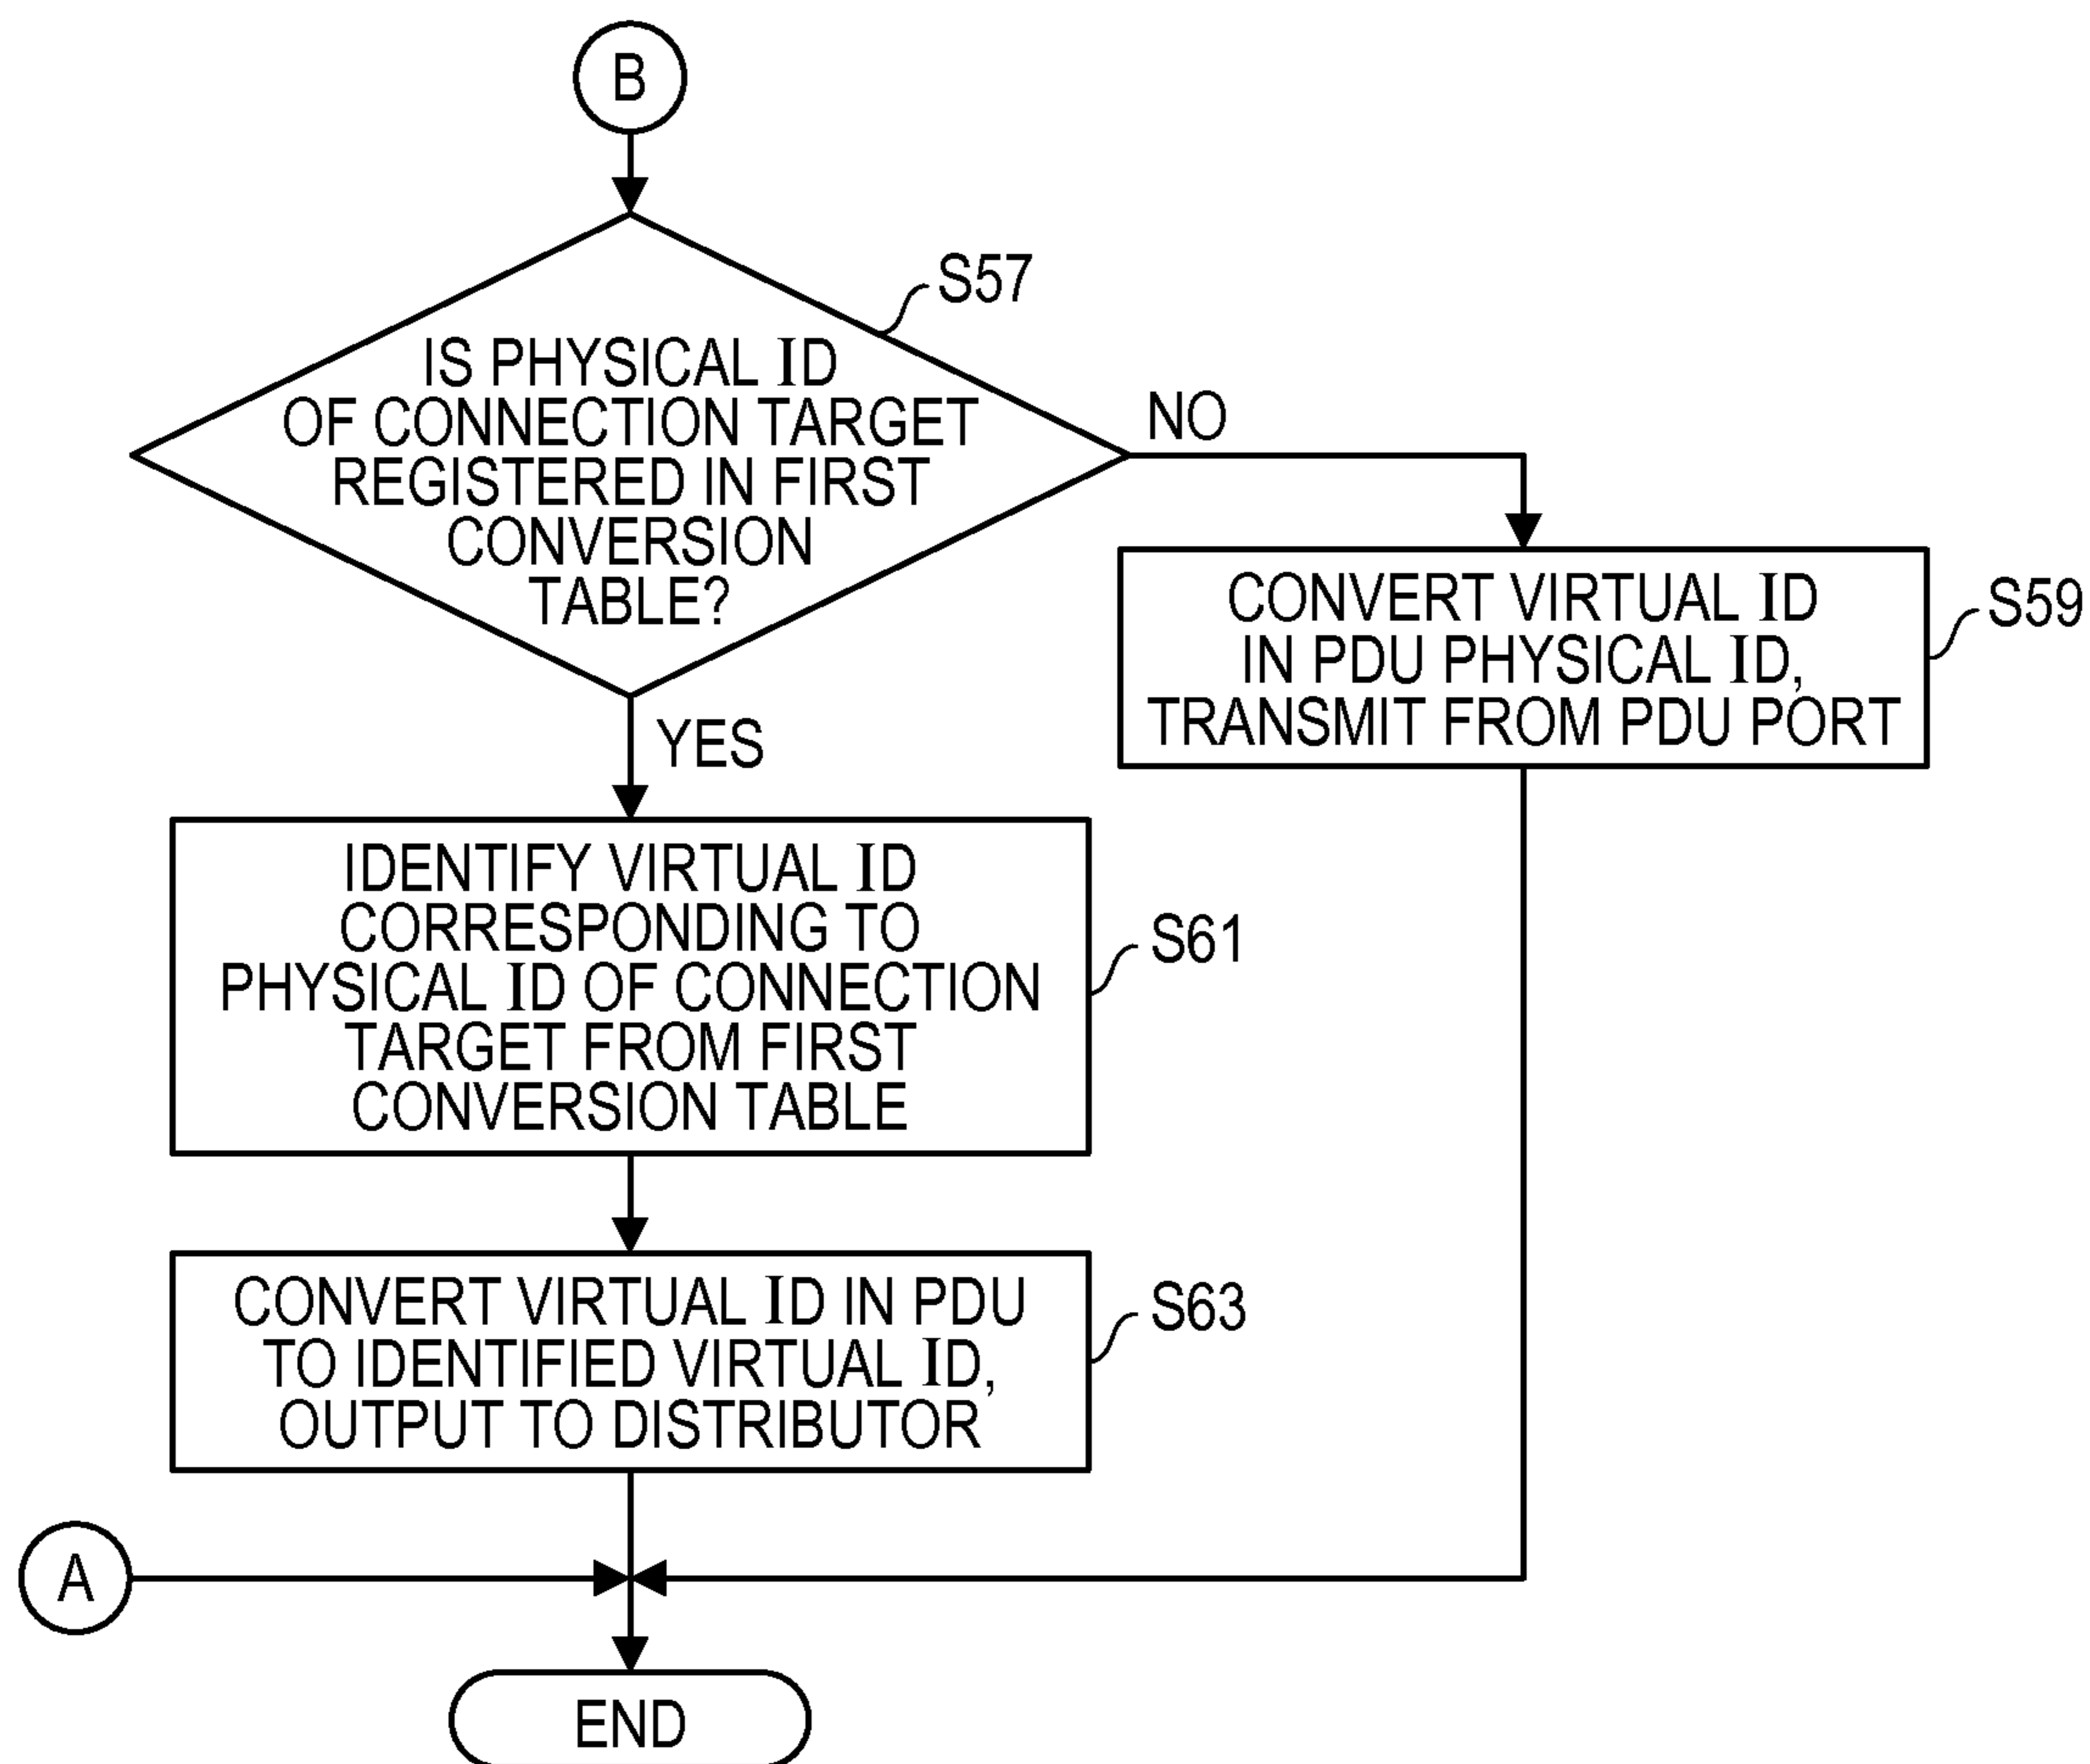 B
S57
IS PHYSICAL ID
OF CONNECTION TARGET
REGISTERED IN FIRST
CONVERSION
TABLE?
NO
CONVERT VIRTUAL ID
IN PDU PHYSICAL ID,
TRANSMIT FROM PDU PORT
S59
YES
IDENTIFY VIRTUAL ID
CORRESPONDING TO
PHYSICAL ID OF CONNECTION
TARGET FROM FIRST
CONVERSION TABLE
S61
CONVERT VIRTUAL ID IN PDU
TO IDENTIFIED VIRTUAL ID,
OUTPUT TO DISTRIBUTOR
S63
A
END